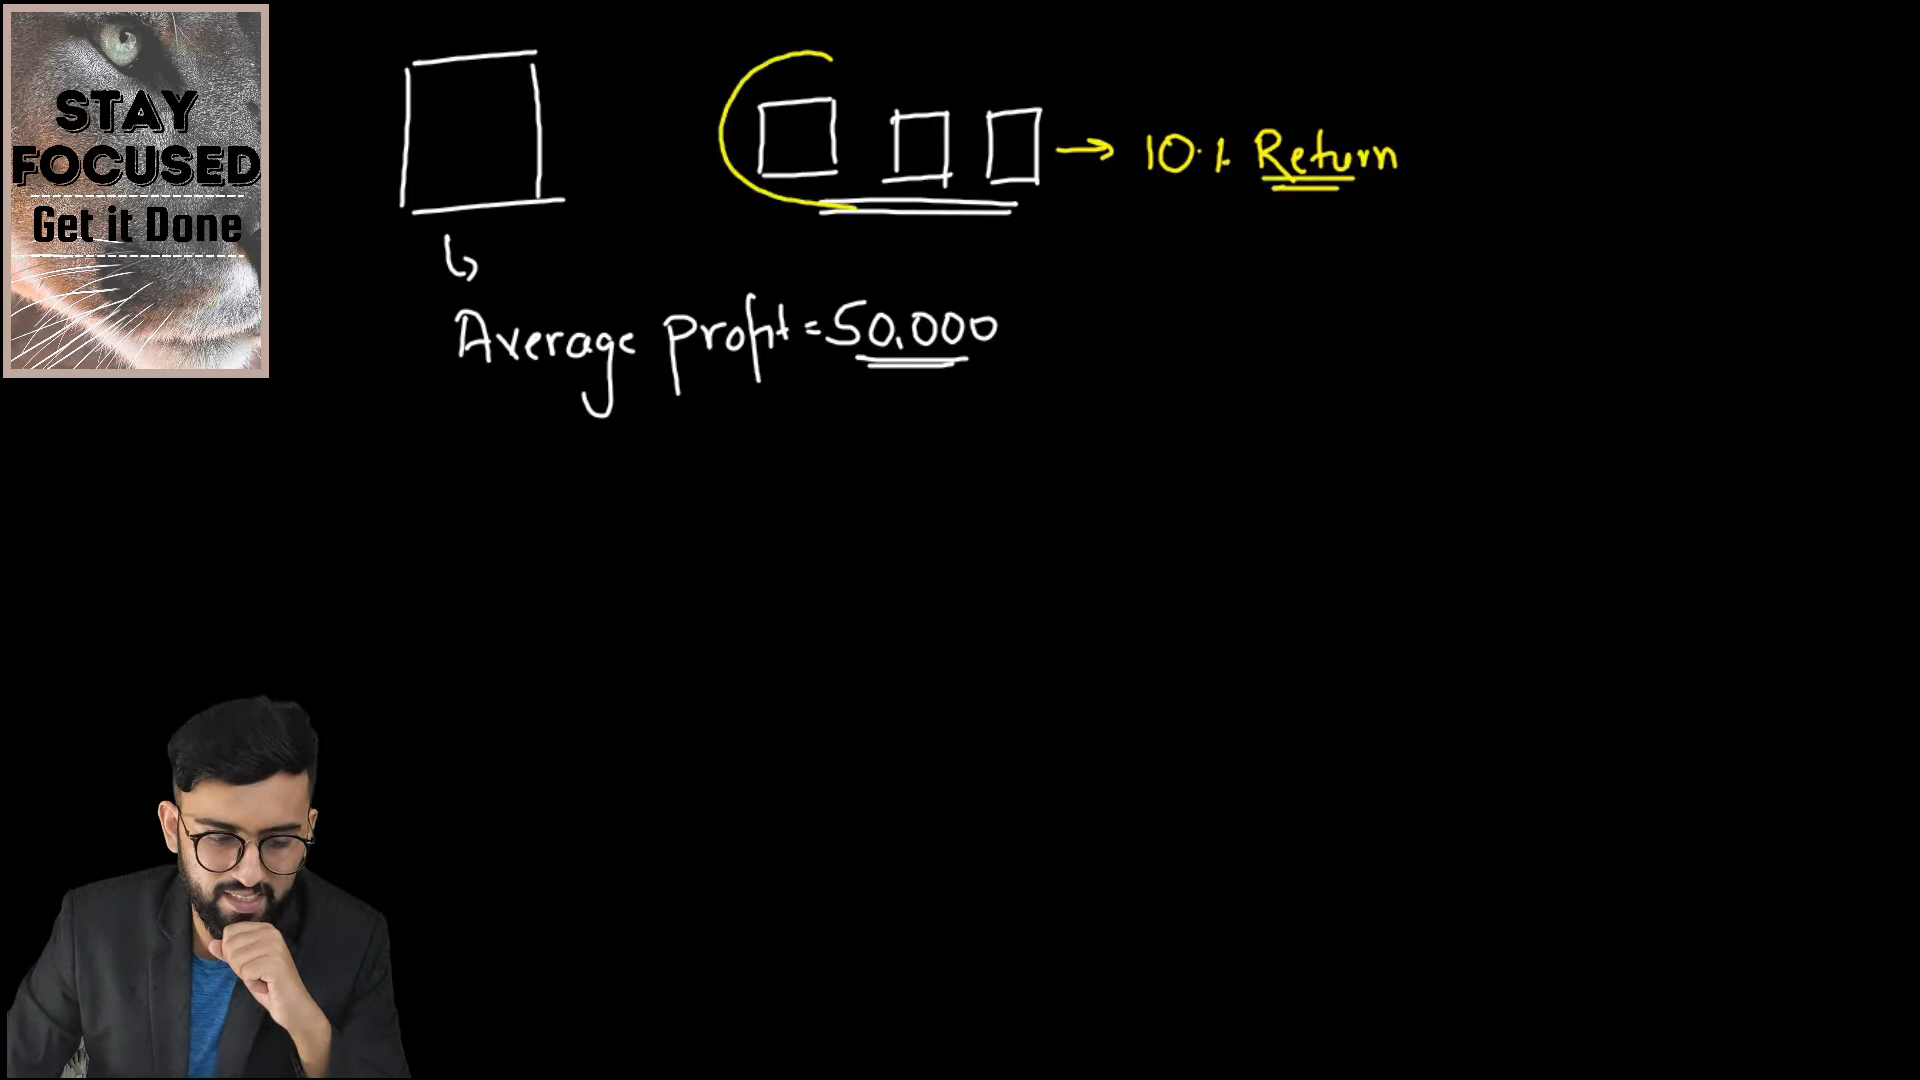 STAY
FOCUSED
Get it Done
10% Return
Average profit = 50,000